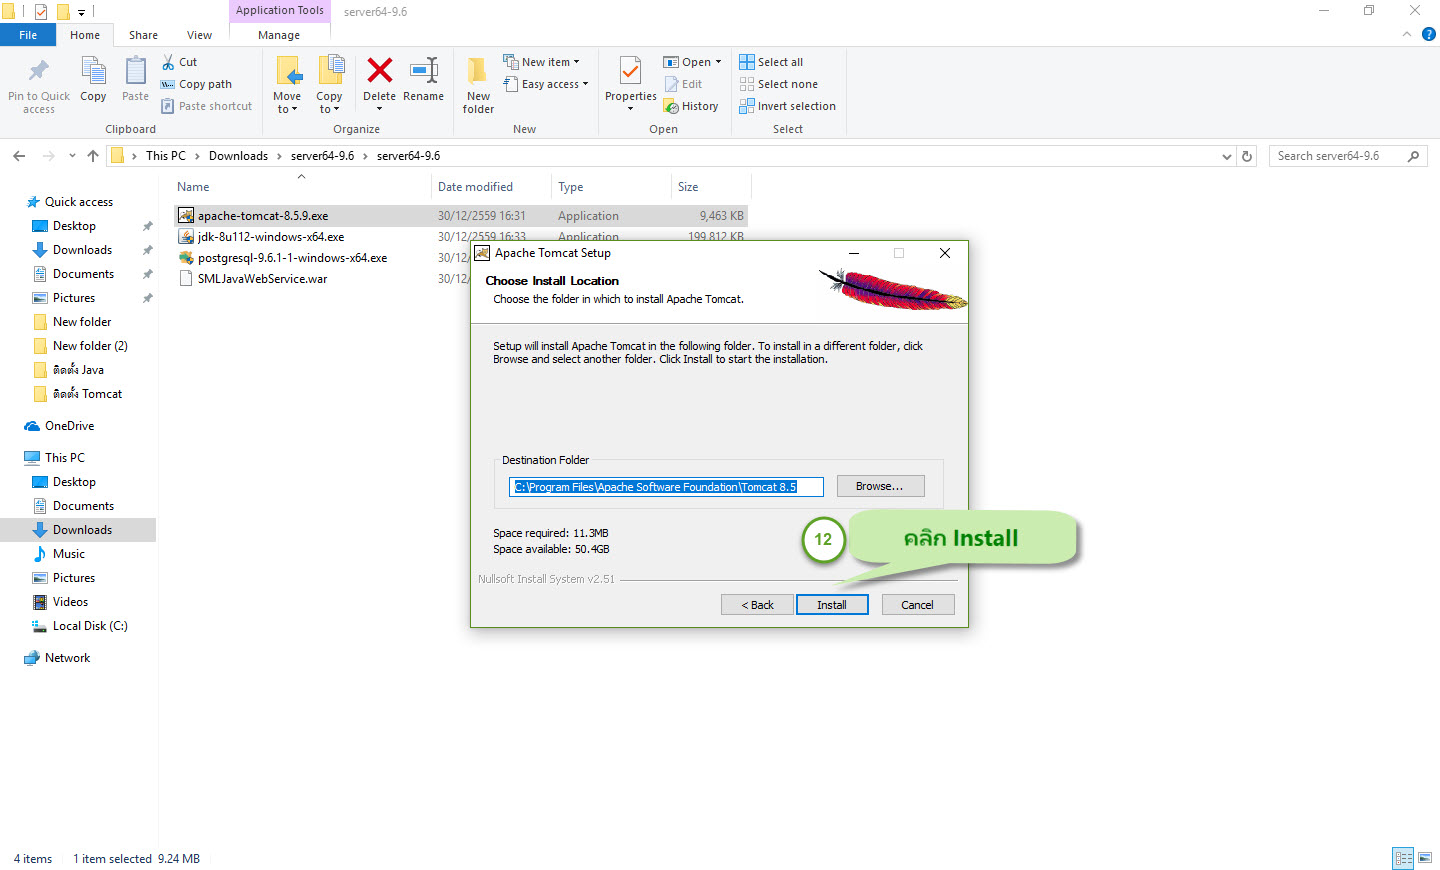 Application Tools
server64-9.6
File
Home
Share
View
Manage
Pin to Quick access
Copy
Paste
Cut
Copy path
Paste shortcut
Clipboard
Move to
Copy to
Delete
Rename
Organize
New folder
New item
Easy access
New
Properties
Open
Edit
History
Open
Select all
Select none
Invert selection
Select
This PC > Downloads > server64-9.6 > server64-9.6
Search server64-9.6
Name
Date modified
Type
Size
apache-tomcat-8.5.9.exe 30/12/2559 16:31 Application 9,463 KB
jdk-8u112-windows-x64.exe 30/12/2559 16:33 Application 199,812 KB
postgresql-9.6.1-1-windows-x64.exe 30/12/
SMLJavaWebService.war 30/12/
Quick access
Desktop
Downloads
Documents
Pictures
New folder
New folder (2)
ติดตั้ง Java
ติดตั้ง Tomcat
OneDrive
This PC
Desktop
Documents
Downloads
Music
Pictures
Videos
Local Disk (C:)
Network
Apache Tomcat Setup
Choose Install Location
Choose the folder in which to install Apache Tomcat.
Setup will install Apache Tomcat in the following folder. To install in a different folder, click
Browse and select another folder. Click Install to start the installation.
Destination Folder
C:\Program Files\Apache Software Foundation\Tomcat 8.5
Browse...
Space required: 11.3MB
Space available: 50.4GB
12
คลิก Install
Nullsoft Install System v2.51
< Back
Install
Cancel
4 items
1 item selected 9.24 MB